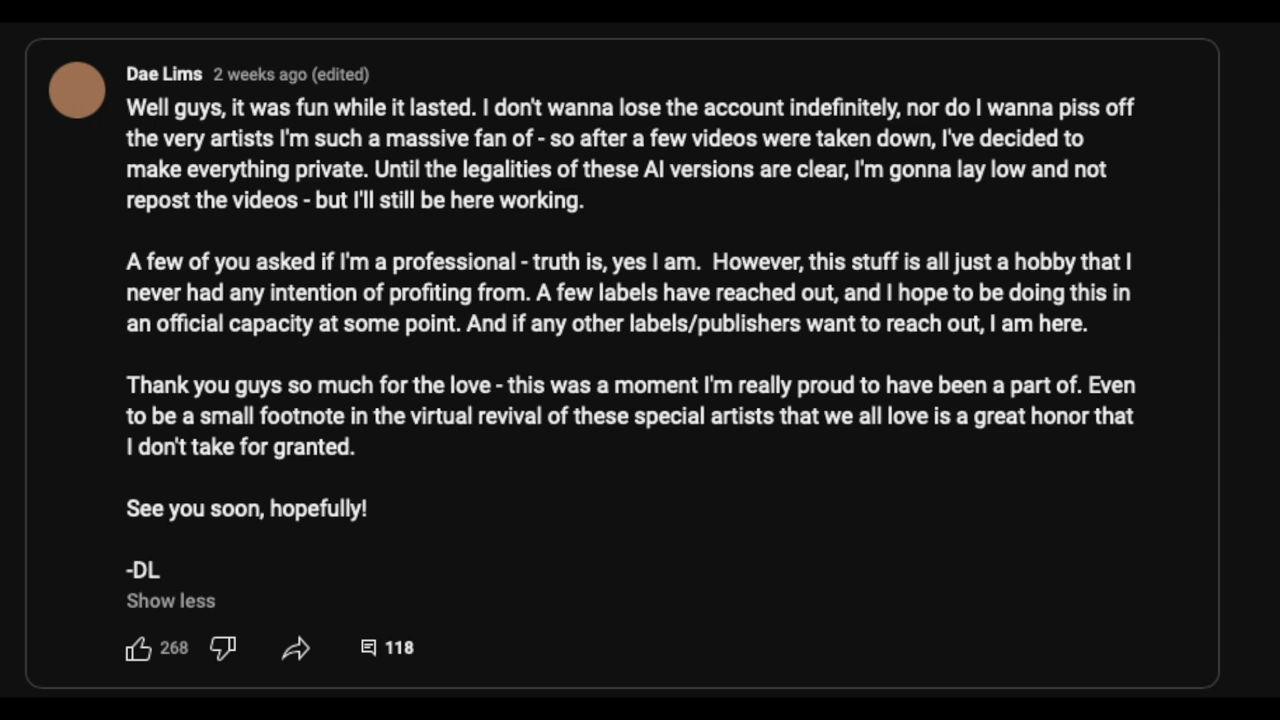 Dae Lims 2 weeks ago (edited)
Well guys, it was fun while it lasted. I don't wanna lose the account indefinitely, nor do I wanna piss off
the very artists I'm such a massive fan of - so after a few videos were taken down, I've decided to
make everything private. Until the legalities of these AI versions are clear, I'm gonna lay low and not
repost the videos - but I'll still be here working.
A few of you asked if I'm a professional - truth is, yes I am.  However, this stuff is all just a hobby that I
never had any intention of profiting from. A few labels have reached out, and I hope to be doing this in
an official capacity at some point. And if any other labels/publishers want to reach out, I am here.
Thank you guys so much for the love - this was a moment I'm really proud to have been a part of. Even
to be a small footnote in the virtual revival of these special artists that we all love is a great honor that
I don't take for granted.
See you soon, hopefully!
-DL
Show less
268 118